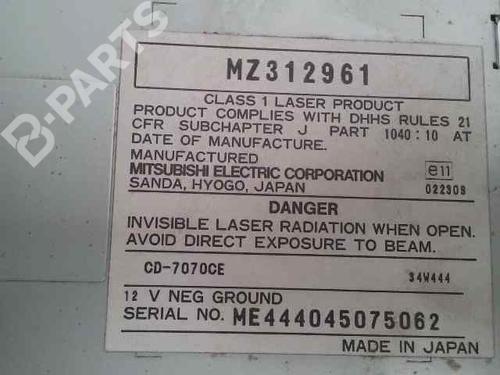 B-PARTS
MZ312961
CLASS 1 LASER PRODUCT
PRODUCT COMPLIES WITH DHHS RULES 21
CFR SUBCHAPTER J PART 1040:10 AT
DATE OF MANUFACTURE.
MANUFACTURED
MITSUBISHI ELECTRIC CORPORATION
SANDA, HYOGO, JAPAN
e11
022309
DANGER
INVISIBLE LASER RADIATION WHEN OPEN.
AVOID DIRECT EXPOSURE TO BEAM.
CD-7070CE 34W444
12 V NEG GROUND
SERIAL NO. ME444045075062
MADE IN JAPAN